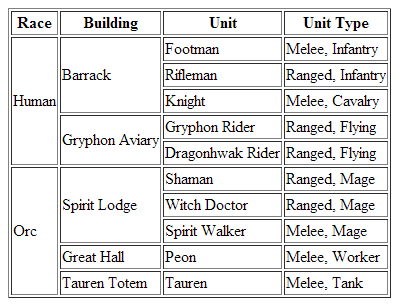 Race Building Unit Unit Type
Human Barrack Footman Melee, Infantry
Rifleman Ranged, Infantry
Knight Melee, Cavalry
Gryphon Aviary Gryphon Rider Ranged, Flying
Dragonhwak Rider Ranged, Flying
Orc Spirit Lodge Shaman Ranged, Mage
Witch Doctor Ranged, Mage
Spirit Walker Melee, Mage
Great Hall Peon Melee, Worker
Tauren Totem Tauren Melee, Tank